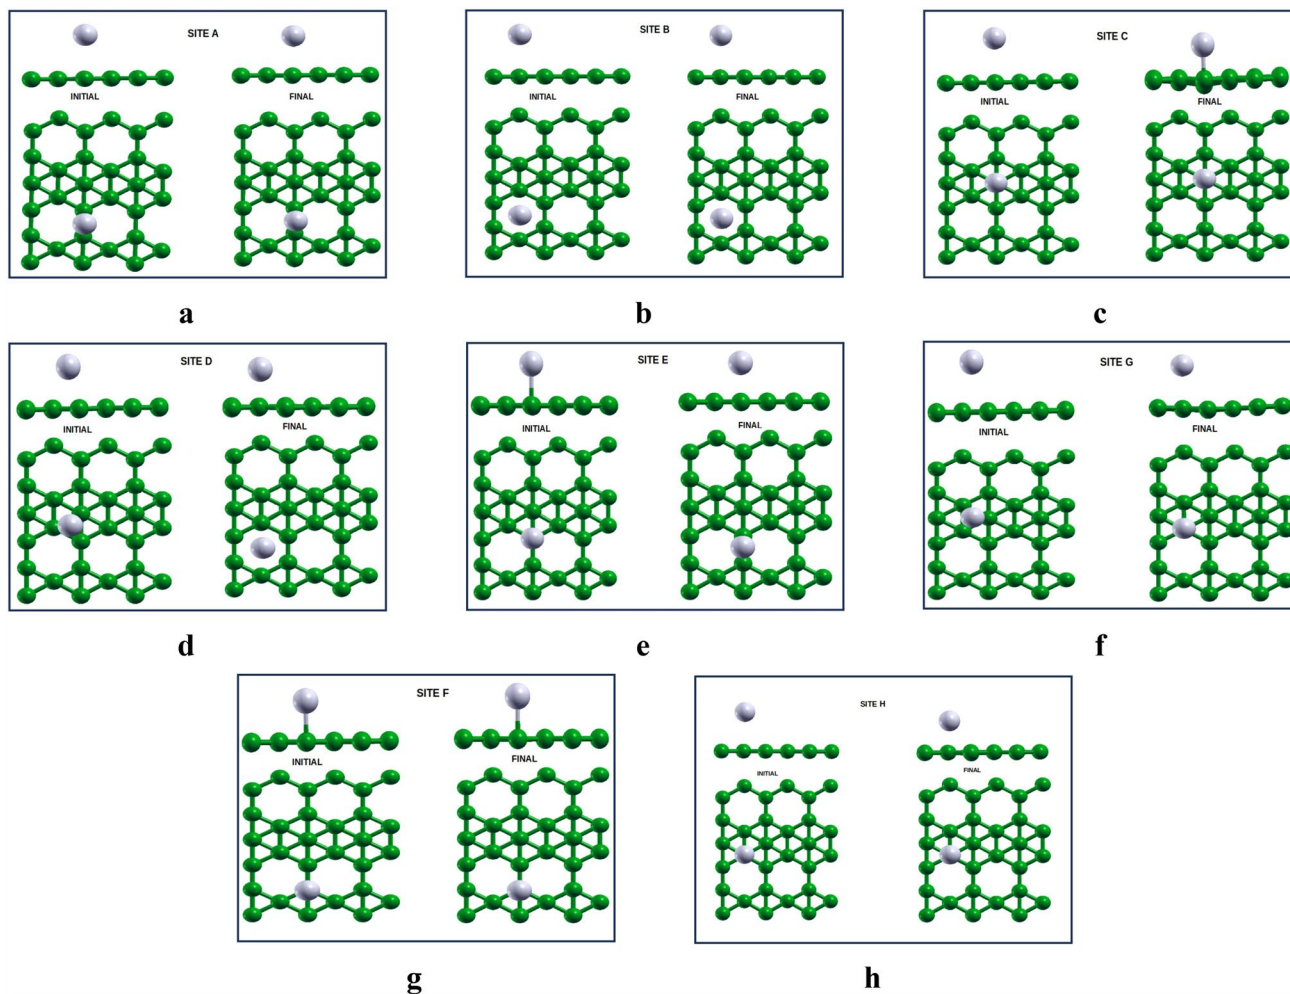 SITE A
INITIAL
FINAL
a
SITE B
INITIAL
FINAL
b
SITE C
INITIAL
FINAL
c
SITE D
INITIAL
FINAL
d
SITE E
INITIAL
FINAL
e
SITE G
INITIAL
FINAL
f
SITE F
INITIAL
FINAL
g
SITE H
INITIAL
FINAL
h